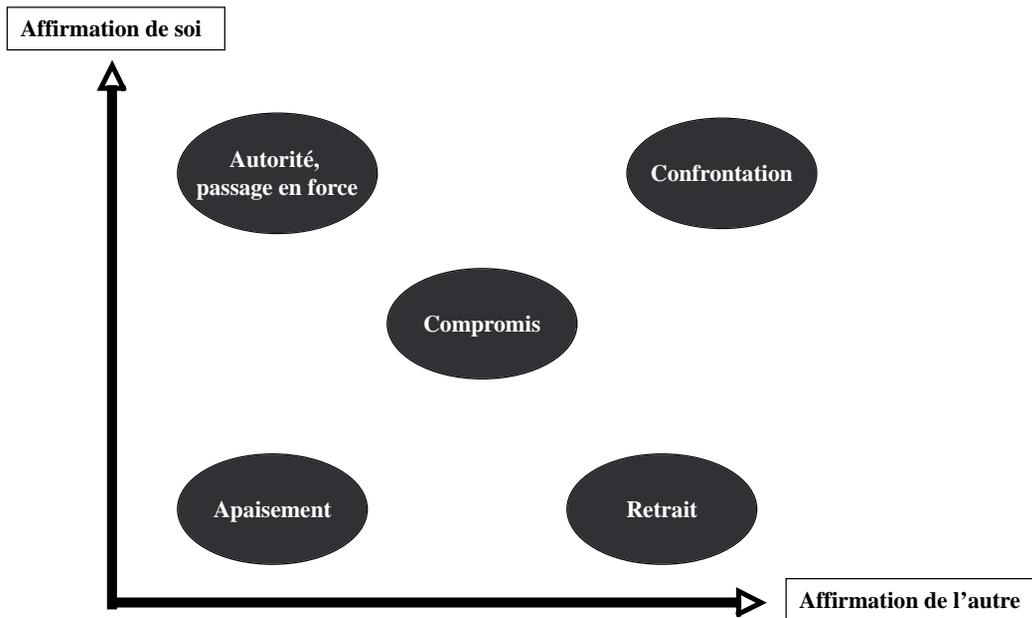 Affirmation de soi
Autorité,
passage en force
Confrontation
Compromis
Apaisement
Retrait
Affirmation de l’autre